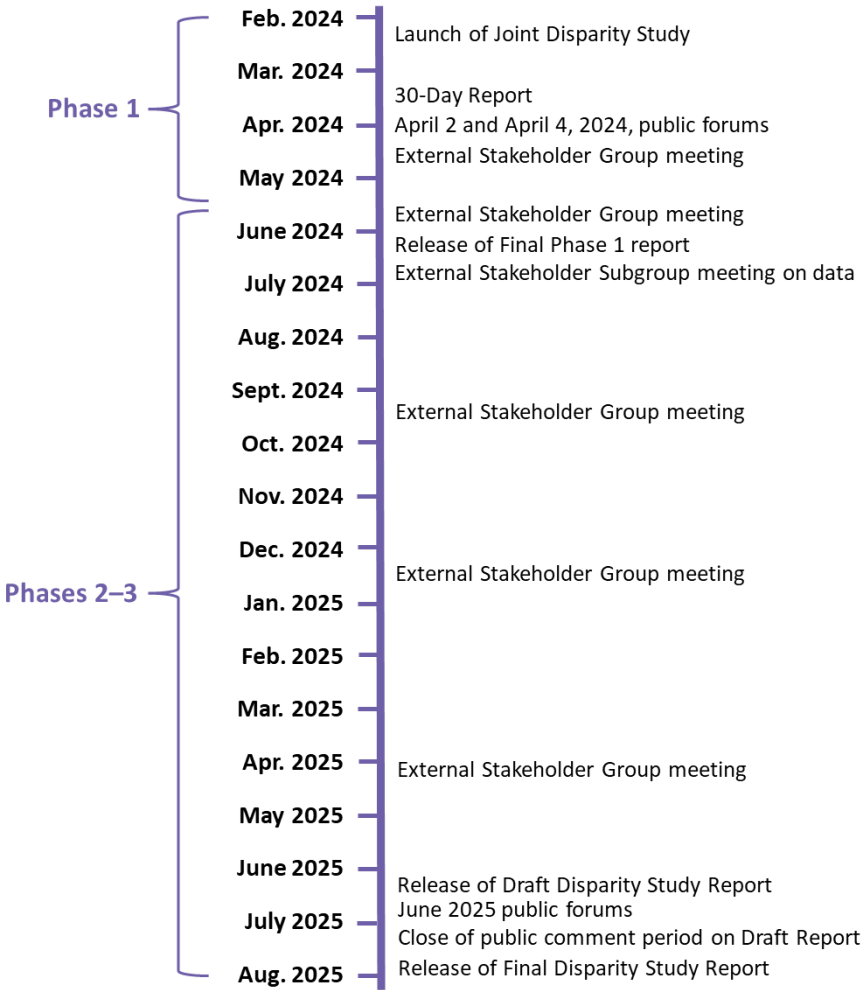 Feb. 2024
Launch of Joint Disparity Study
Mar. 2024
30-Day Report
Phase 1
Apr. 2024
April 2 and April 4, 2024, public forums
External Stakeholder Group meeting
May 2024
External Stakeholder Group meeting
June 2024
Release of Final Phase 1 report
External Stakeholder Subgroup meeting on data
July 2024
Aug. 2024
Sept. 2024
External Stakeholder Group meeting
Oct. 2024
Nov. 2024
Dec. 2024
External Stakeholder Group meeting
Phases 2–3
Jan. 2025
Feb. 2025
Mar. 2025
Apr. 2025
External Stakeholder Group meeting
May 2025
June 2025
Release of Draft Disparity Study Report
June 2025 public forums
July 2025
Close of public comment period on Draft Report
Release of Final Disparity Study Report
Aug. 2025